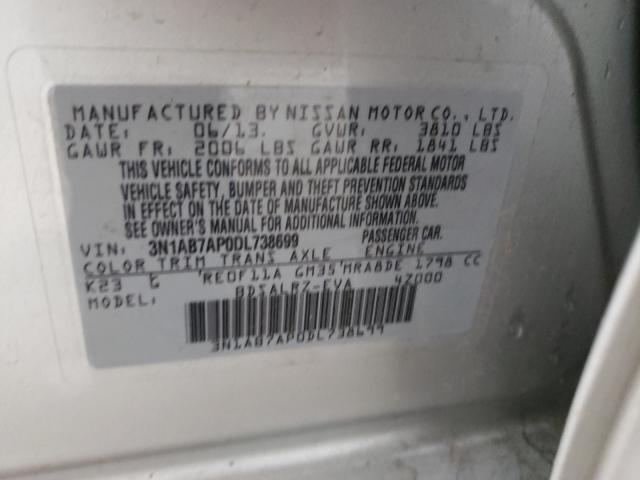 MANUFACTURED BY NISSAN MOTOR CO., LTD.
DATE: 06/13. GVWR: 3810 LBS
GAWR FR: 2006 LBS GAWR RR: 1841 LBS
THIS VEHICLE CONFORMS TO ALL APPLICABLE FEDERAL MOTOR
VEHICLE SAFETY, BUMPER AND THEFT PREVENTION STANDARDS
IN EFFECT ON THE DATE OF MANUFACTURE SHOWN ABOVE.
SEE OWNER'S MANUAL FOR ADDITIONAL INFORMATION.
VIN: 3N1AB7AP0DL738699 PASSENGER CAR.
COLOR TRIM TRANS AXLE ENGINE
K23 G RE0F11A GM35 MRA8DE 1798 CC
MODEL: BDSALRZ-EVA 4Z000
3N1AB7AP0DL738699